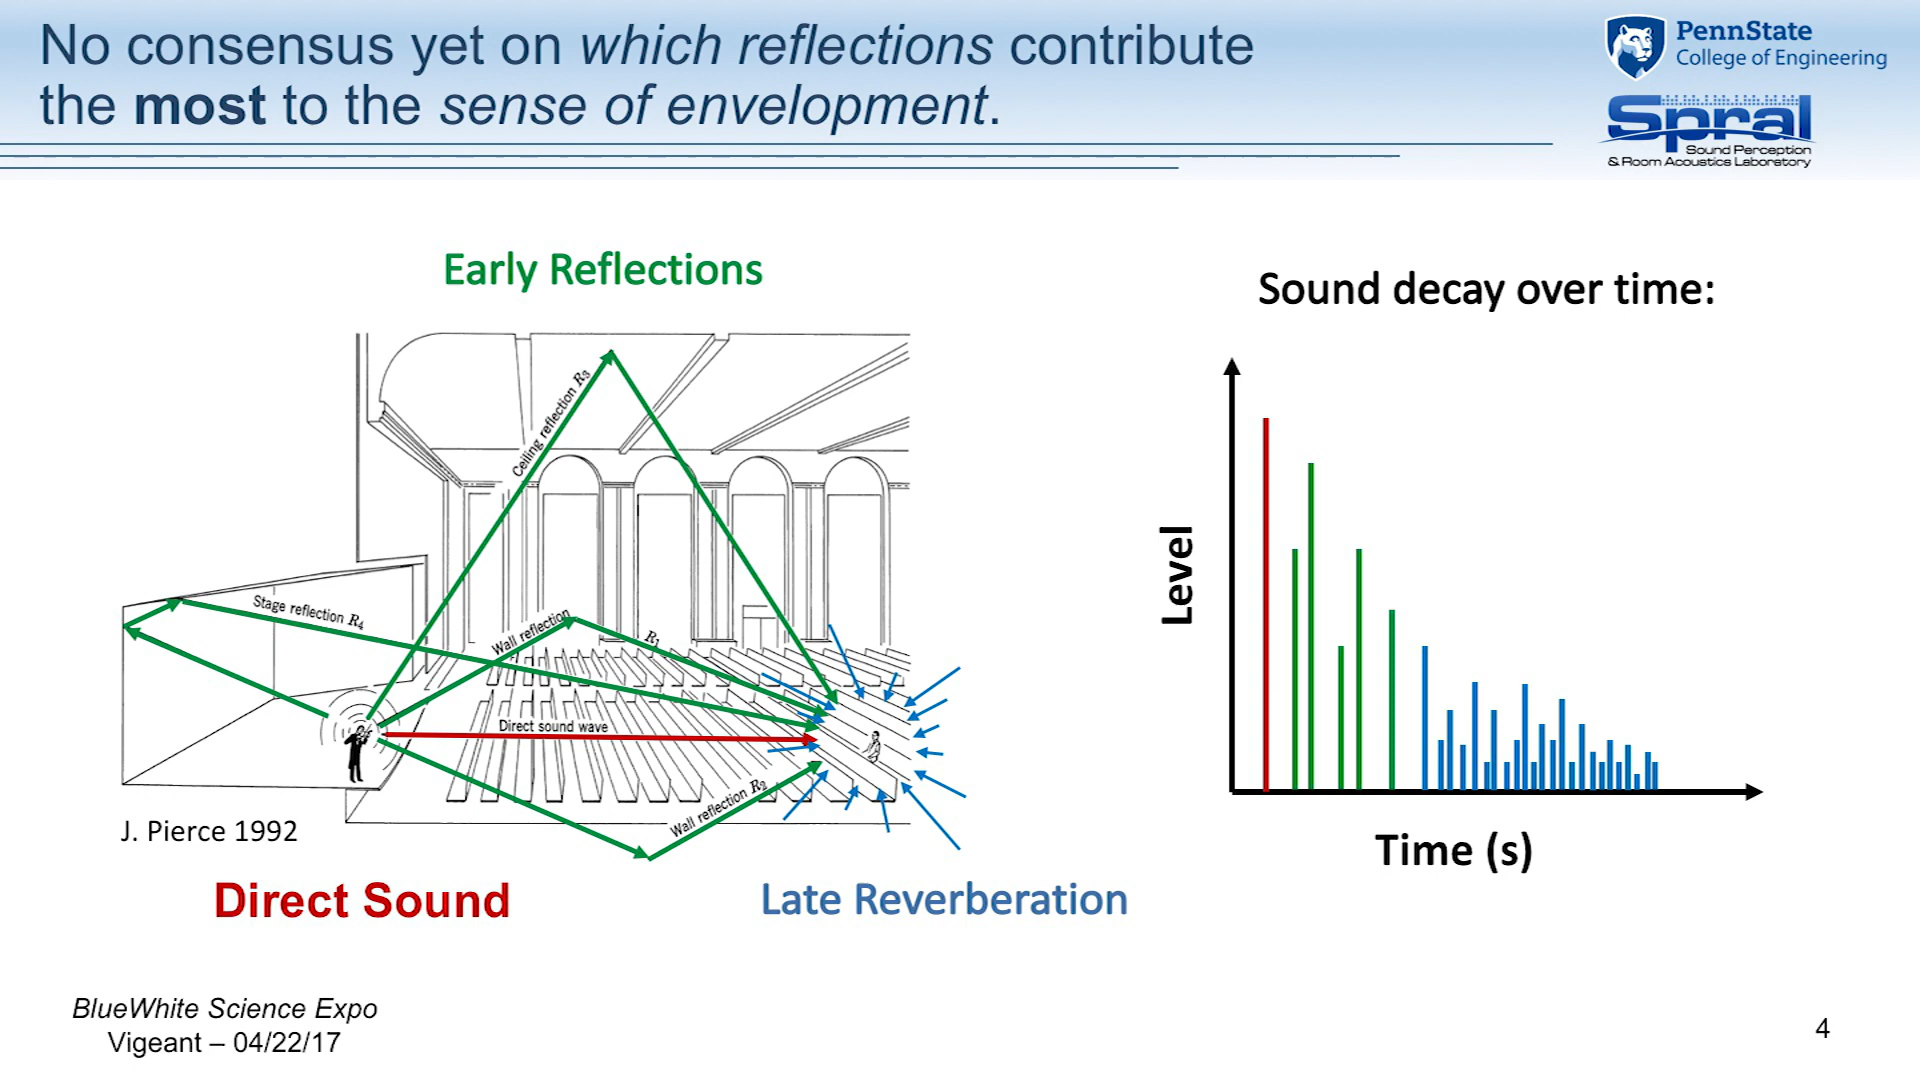 No consensus yet on which reflections contribute
the most to the sense of envelopment.
PennState
College of Engineering
Spral
Sound Perception
& Room Acoustics Laboratory
Early Reflections
Sound decay over time:
Ceiling reflection R3
Stage reflection R4
Wall reflection
R1
Direct sound wave
Wall reflection R2
Level
Time (s)
J. Pierce 1992
Direct Sound
Late Reverberation
BlueWhite Science Expo
Vigeant – 04/22/17
4